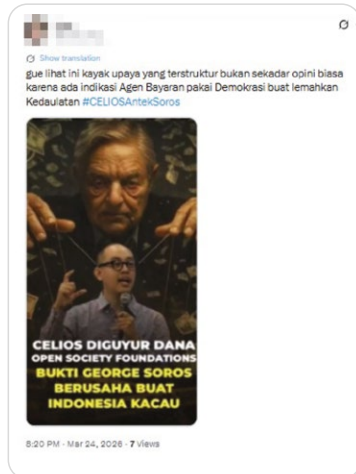 Show translation
gue lihat ini kayak upaya yang terstruktur bukan sekadar opini biasa
karena ada indikasi Agen Bayaran pakai Demokrasi buat lemahkan
Kedaulatan #CELIOSAntekSoros
CELIOS DIGUYUR DANA
OPEN SOCIETY FOUNDATIONS
BUKTI GEORGE SOROS
BERUSAHA BUAT
INDONESIA KACAU
8:20 PM · Mar 24, 2026 · 7 Views